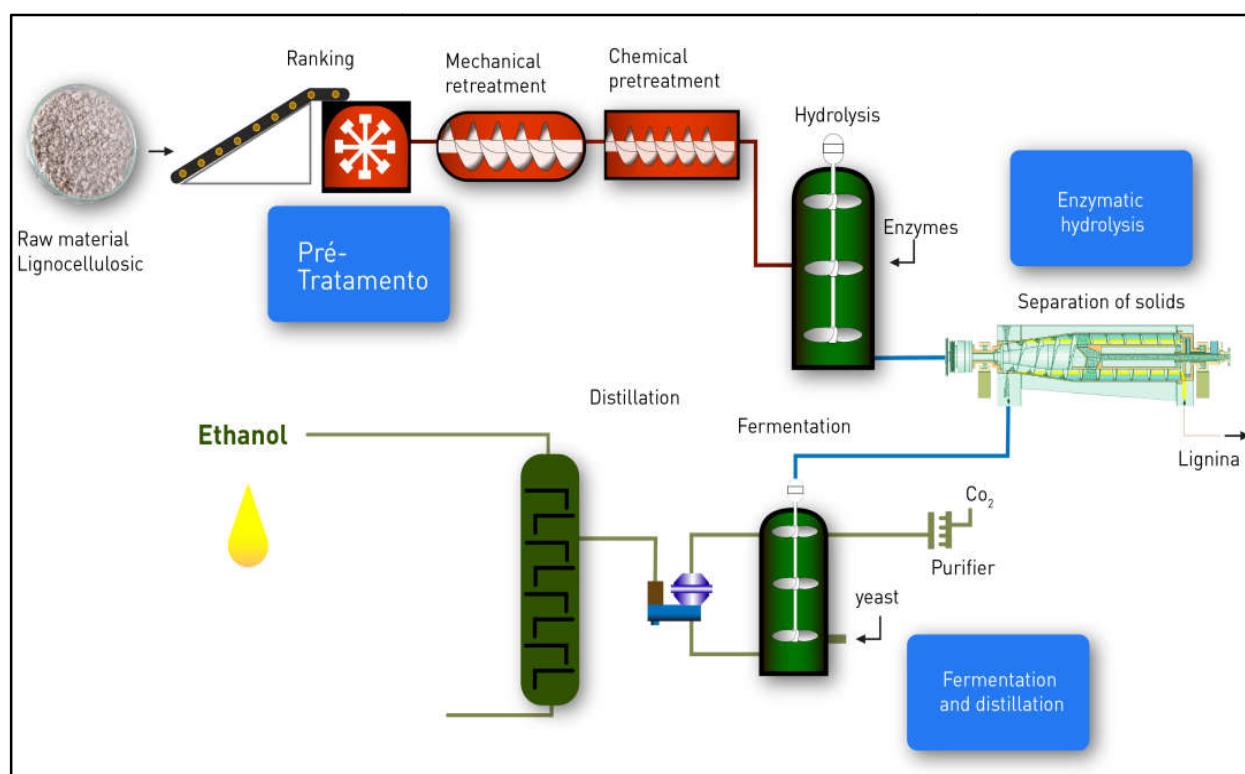 Ranking
Mechanical
retreatment
Chemical
pretreatment
Hydrolysis
Raw material
Lignocellulosic
Pré-
Tratamento
Enzymes
Enzymatic
hydrolysis
Separation of solids
Lignina
Distillation
Fermentation
Ethanol
Co₂
Purifier
yeast
Fermentation
and distillation